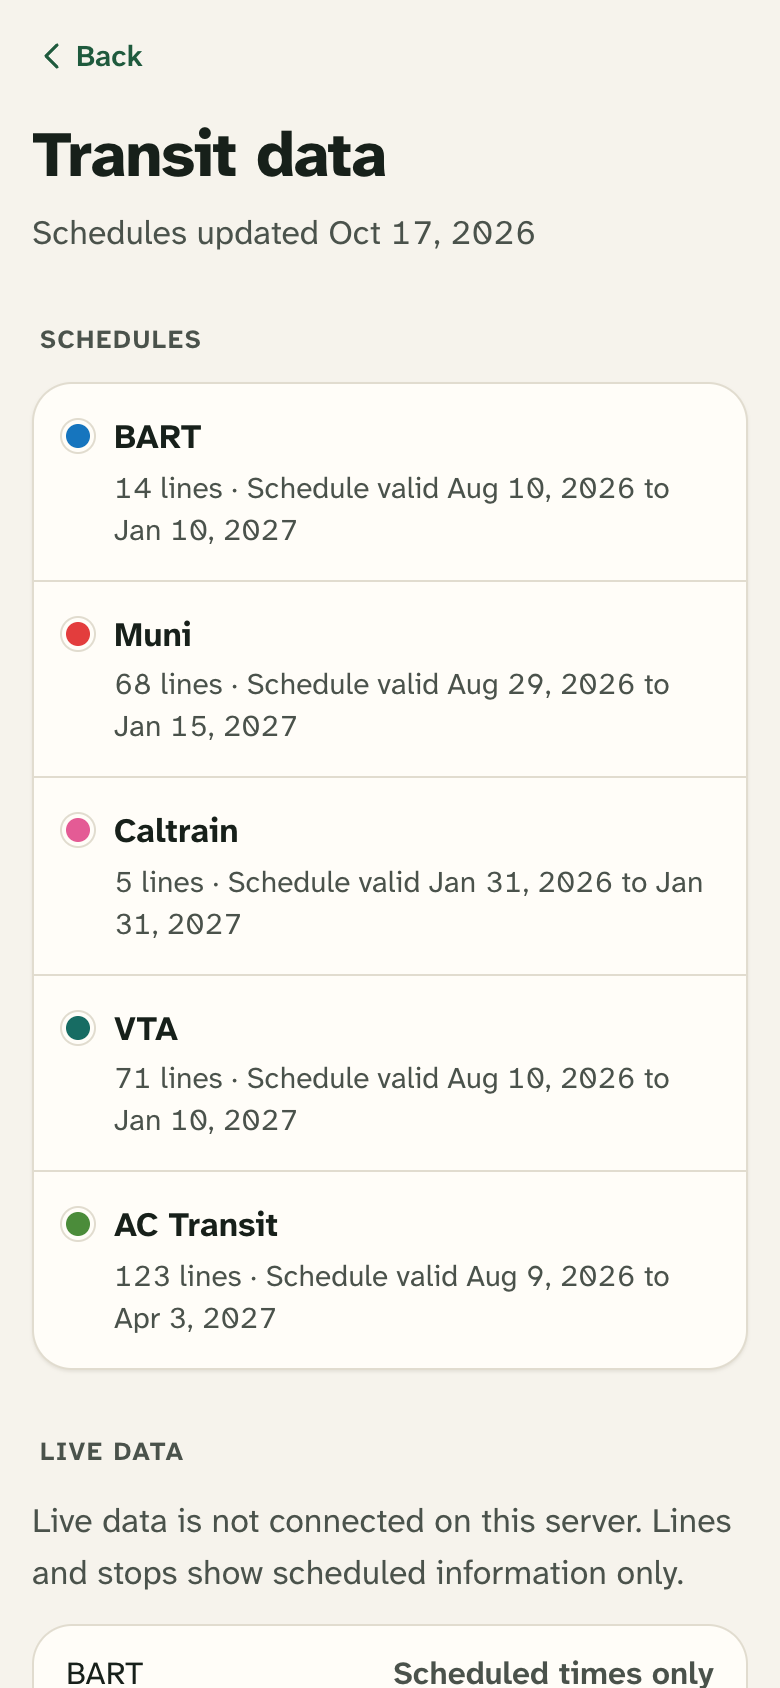 Back
Transit data
Schedules updated Oct 17, 2026
SCHEDULES
BART
14 lines · Schedule valid Aug 10, 2026 to
Jan 10, 2027
Muni
68 lines · Schedule valid Aug 29, 2026 to
Jan 15, 2027
Caltrain
5 lines · Schedule valid Jan 31, 2026 to Jan
31, 2027
VTA
71 lines · Schedule valid Aug 10, 2026 to
Jan 10, 2027
AC Transit
123 lines · Schedule valid Aug 9, 2026 to
Apr 3, 2027
LIVE DATA
Live data is not connected on this server. Lines
and stops show scheduled information only.
BART Scheduled times only